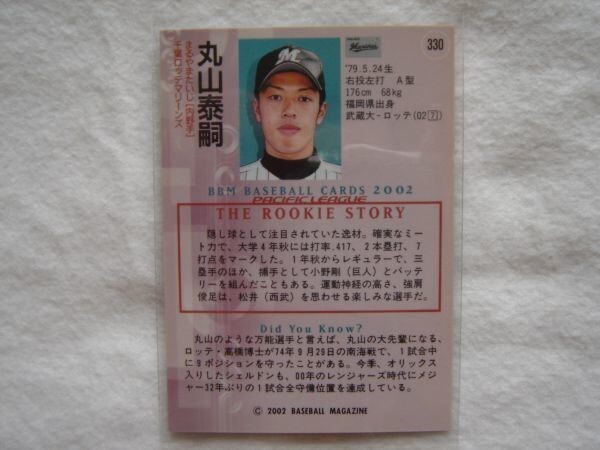 330
Marines
M
丸山泰嗣
まるやまたいじ[内野手]
千葉ロッテマリーンズ
'79.5.24生
右投左打 A型
176cm 68kg
福岡県出身
武蔵大-ロッテ(02[7])
BBM BASEBALL CARDS 2002
PACIFIC LEAGUE
THE ROOKIE STORY
隠し球として注目されていた逸材。確実なミー
ト力で、大学4年秋には打率.417、2本塁打、7
打点をマークした。1年秋からレギュラーで、三
塁手のほか、捕手として小野剛(巨人)とバッテ
リーを組んだこともある。運動神経の高さ、強肩
俊足は、松井(西武)を思わせる楽しみな選手だ。
Did You Know?
丸山のような万能選手と言えば、丸山の大先輩になる、
ロッテ・高橋博士が74年9月29日の南海戦で、1試合中
に9ポジションを守ったことがある。今季、オリックス
入りしたシェルドンも、00年のレンジャーズ時代にメジ
ャー32年ぶりの1試合全守備位置を達成している。
© 2002 BASEBALL MAGAZINE